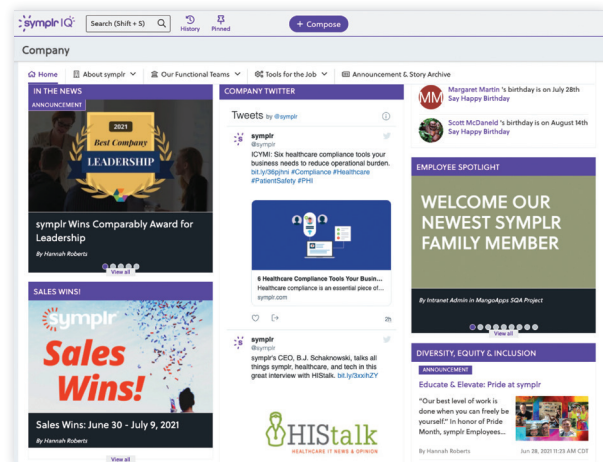 symplr IQ
Search (Shift + S)
History
Pinned
+ Compose
Company
Home
About symplr
Our Functional Teams
Tools for the Job
Announcement & Story Archive
IN THE NEWS
ANNOUNCEMENT
2021
Best Company
LEADERSHIP
symplr Wins Comparably Award for
Leadership
By Hannah Roberts
View all
SALES WINS!
symplr
Sales
Wins!
Sales Wins: June 30 - July 9, 2021
By Hannah Roberts
View all
COMPANY TWITTER
Tweets by @symplr
symplr
@symplr
ICYMI: Six healthcare compliance tools your
business needs to reduce operational burden.
bit.ly/36pjhni #Compliance #Healthcare
#PatientSafety #PHI
6 Healthcare Compliance Tools Your Busin...
Healthcare compliance is an essential piece of...
symplr.com
2h
symplr
@symplr
symplr's CEO, B.J. Schaknowski, talks all
things symplr, healthcare, and tech in this
great interview with HIStalk. bit.ly/3xxihZY
HIStalk
HEALTHCARE IT NEWS & OPINION
MM
Margaret Martin 's birthday is on July 28th
Say Happy Birthday
Scott McDaneld 's birthday is on August 14th
Say Happy Birthday
EMPLOYEE SPOTLIGHT
WELCOME OUR
NEWEST SYMPLR
FAMILY MEMBER
By Intranet Admin in MangoApps SQA Project
View all
DIVERSITY, EQUITY & INCLUSION
ANNOUNCEMENT
Educate & Elevate: Pride at symplr
"Our best level of work is
done when you can freely be
yourself." In honor of Pride
Month, symplr Employees...
By Hannah Roberts
Jun 28, 2021 11:23 AM CDT